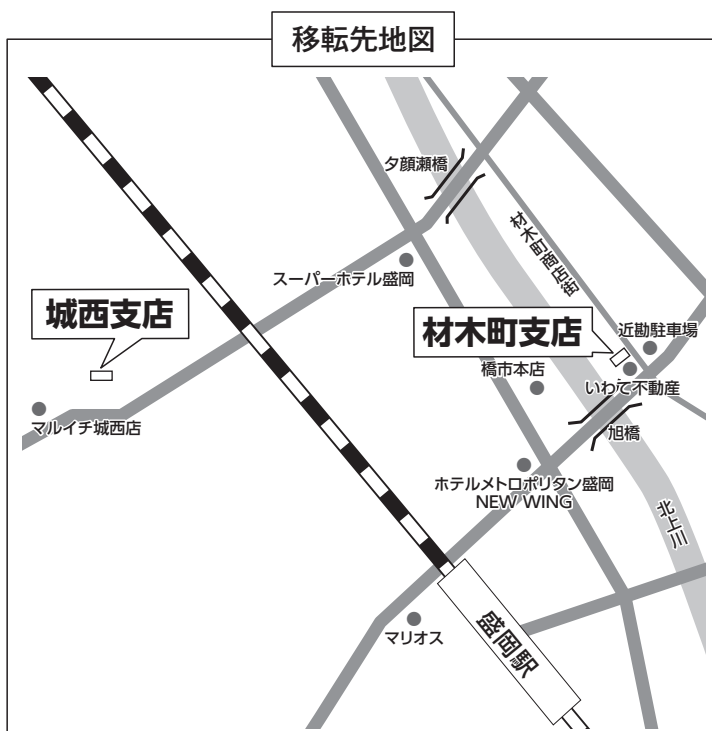 移転先地図
夕顔瀬橋
材木町商店街
スーパーホテル盛岡
城西支店
材木町支店
近勘駐車場
橋市本店
いわて不動産
マルイチ城西店
旭橋
ホテルメトロポリタン盛岡
NEW WING
北上川
マリオス
盛岡駅